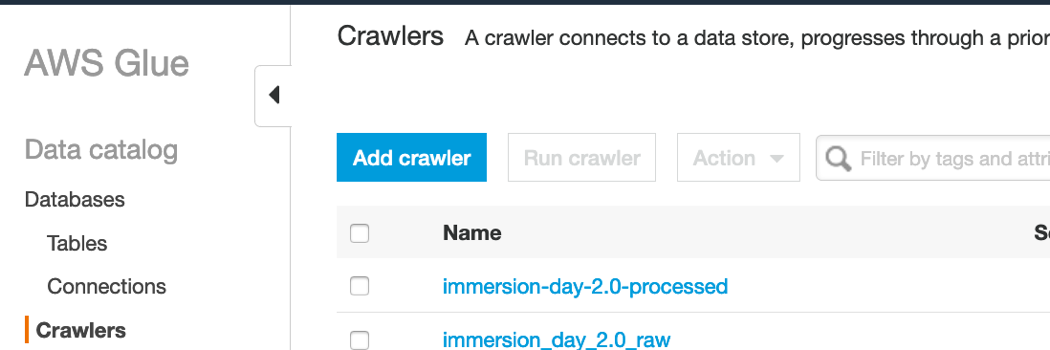 AWS Glue
Data catalog
Databases
Tables
Connections
Crawlers
Crawlers A crawler connects to a data store, progresses through a prior
Add crawler Run crawler Action Filter by tags and attri
Name
immersion-day-2.0-processed
immersion_day_2.0_raw